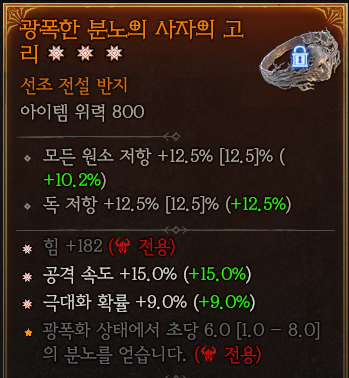 광폭한 분노의 사자의 고
리
선조 전설 반지
아이템 위력 800
모든 원소 저항 +12.5% [12.5]% (
+10.2%)
독 저항 +12.5% [12.5]% (+12.5%)
힘 +182 ( 전용)
공격 속도 +15.0% (+15.0%)
극대화 확률 +9.0% (+9.0%)
광폭화 상태에서 초당 6.0 [1.0 - 8.0]
의 분노를 얻습니다. ( 전용)